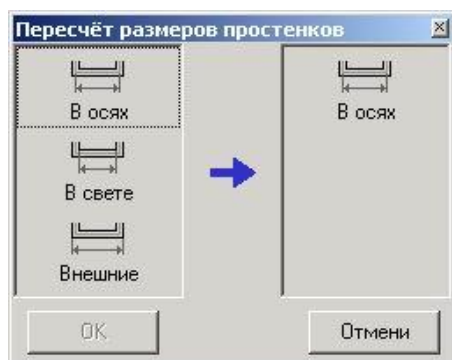 Пересчёт размеров простенков
В осях
В осях
В свете
Внешние
OK
Отмени